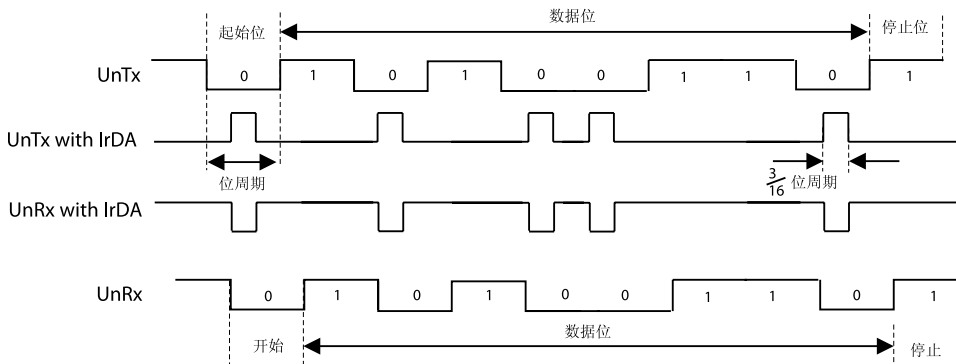 起始位
数据位
停止位
UnTx
0 1 0 1 0 0 1 1 0 1
UnTx with IrDA
位周期
3/16 位周期
UnRx with IrDA
UnRx
0 1 0 1 0 0 1 1 0 1
开始
数据位
停止